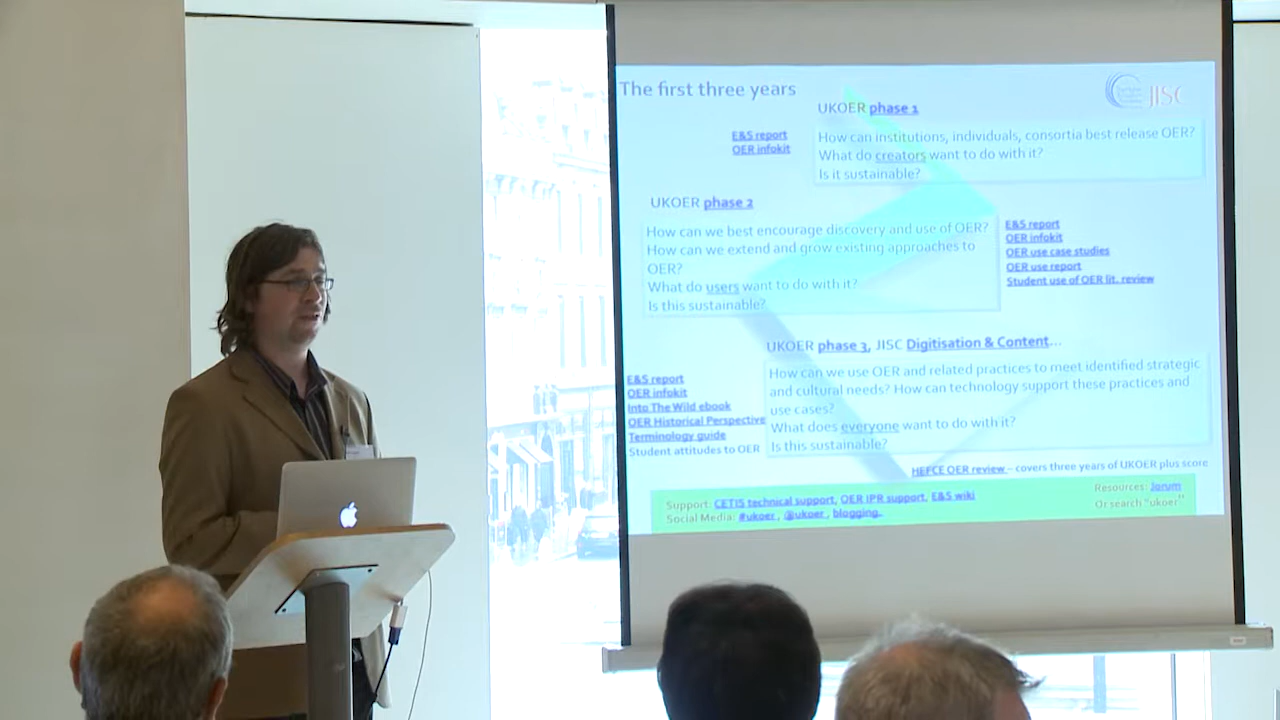 The first three years
JISC
UKOER phase 1
E&S report
OER infokit
How can institutions, individuals, consortia best release OER?
What do creators want to do with it?
Is it sustainable?
UKOER phase 2
How can we best encourage discovery and use of OER?
How can we extend and grow existing approaches to
OER?
What do users want to do with it?
Is this sustainable?
E&S report
OER infokit
OER use case studies
OER use report
Student use of OER lit. review
UKOER phase 3, JISC Digitisation & Content...
E&S report
OER infokit
Into The Wild ebook
OER Historical Perspective
Terminology guide
Student attitudes to OER
How can we use OER and related practices to meet identified strategic
and cultural needs? How can technology support these practices and
use cases?
What does everyone want to do with it?
Is this sustainable?
HEFCE OER review – covers three years of UKOER plus score
Support: CETIS technical support, OER IPR support, E&S wiki
Social Media: #ukoer, @ukoer, blogging..
Resources: Jorum
Or search "ukoer"